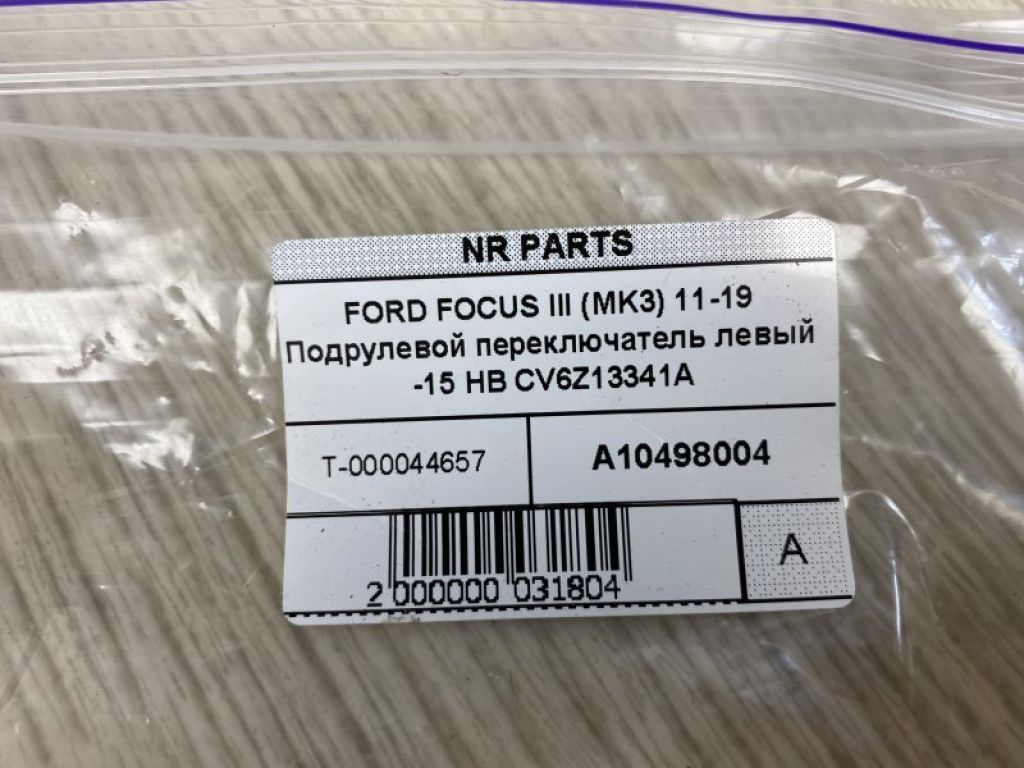 NR PARTS
FORD FOCUS III (MK3) 11-19
Подрулевой переключатель левый
-15 HB CV6Z13341A
T-000044657
A10498004
2 000000 031804
A